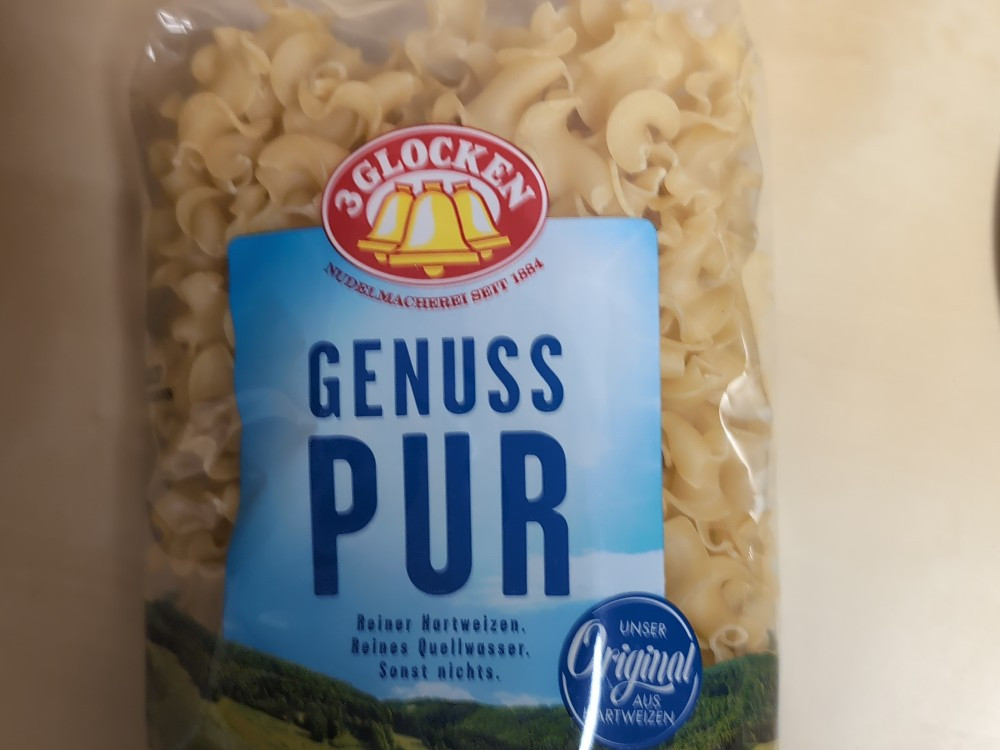 3 GLOCKEN
NUDELMACHEREI SEIT 1884
GENUSS
PUR
Reiner Hartweizen.
Reines Quellwasser.
Sonst nichts.
UNSER
Original
AUS
HARTWEIZEN